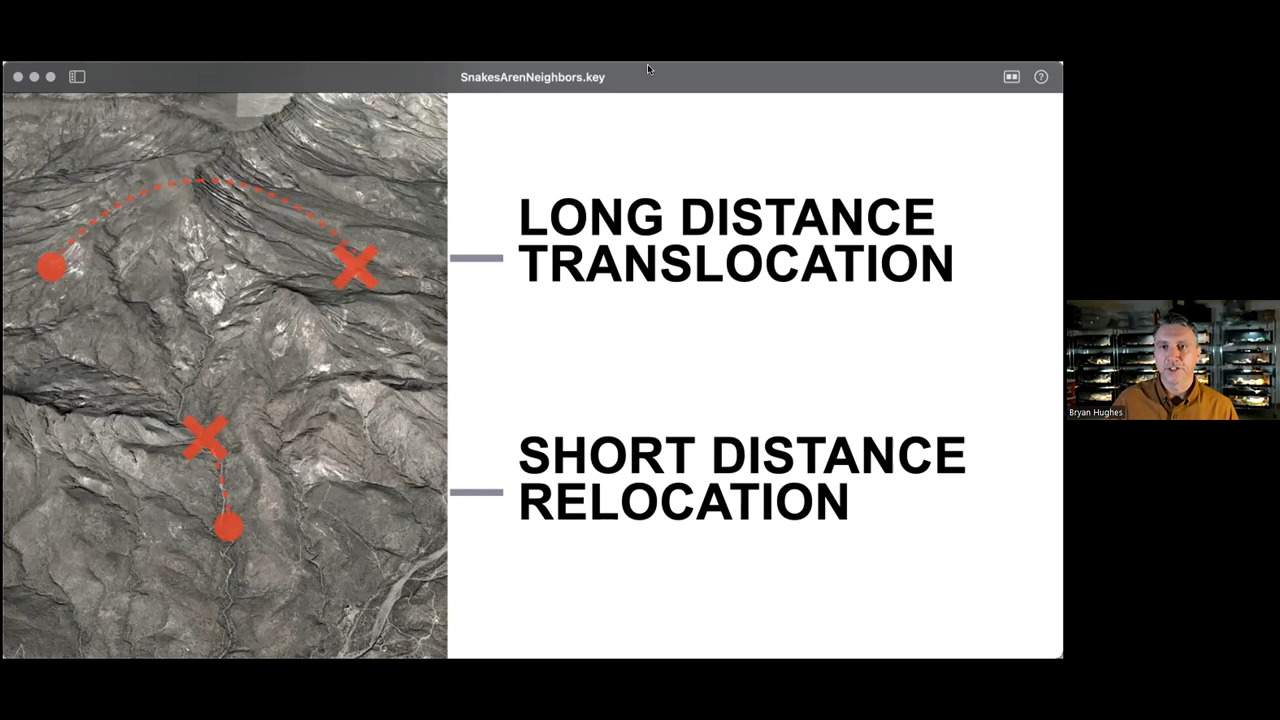 SnakesArenNeighbors.key
LONG DISTANCE
TRANSLOCATION
SHORT DISTANCE
RELOCATION
Bryan Hughes